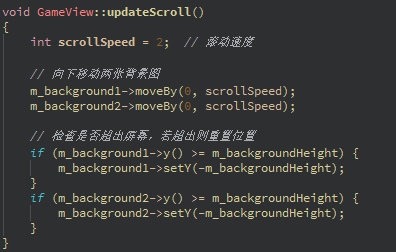 void GameView::updateScroll()
{
    int scrollSpeed = 2;  // 滚动速度

    // 向下移动两张背景图
    m_background1->moveBy(0, scrollSpeed);
    m_background2->moveBy(0, scrollSpeed);

    // 检查是否超出屏幕，若超出则重置位置
    if (m_background1->y() >= m_backgroundHeight) {
        m_background1->setY(-m_backgroundHeight);
    }
    if (m_background2->y() >= m_backgroundHeight) {
        m_background2->setY(-m_backgroundHeight);
    }
}